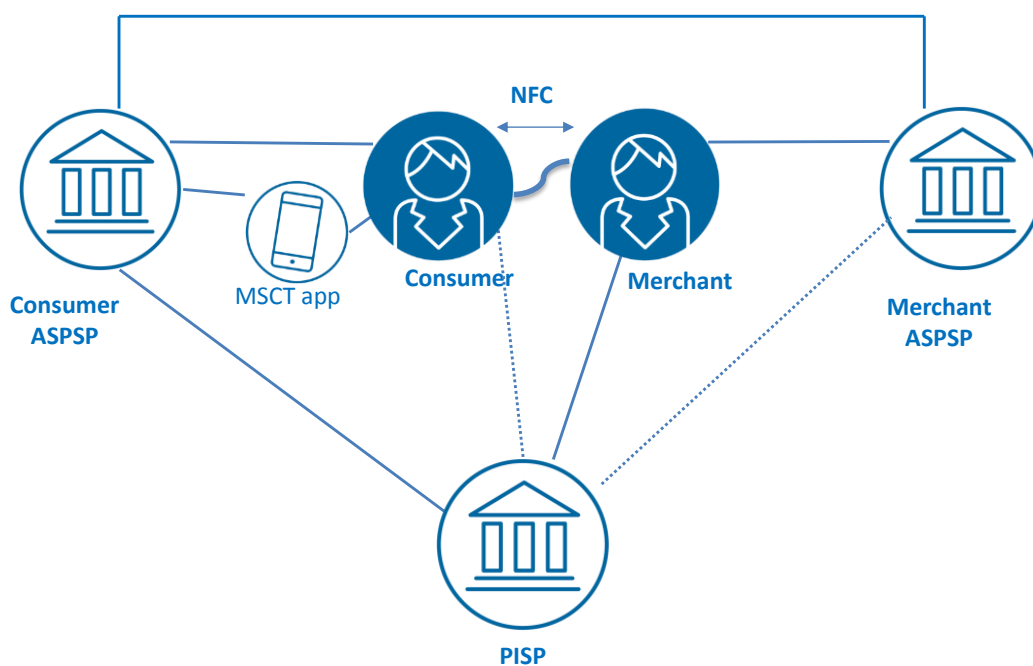 NFC
Consumer
Merchant
MSCT app
Consumer
ASPSP
Merchant
ASPSP
PISP